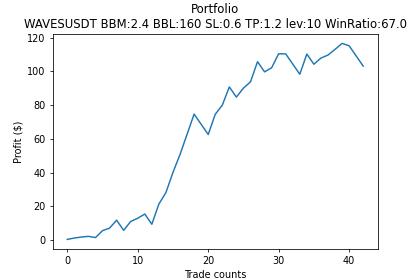 Portfolio
WAVESUSDT BBM:2.4 BBL:160 SL:0.6 TP:1.2 lev:10 WinRatio:67.0
120
100
80
60
40
20
0
Profit ($)
0 10 20 30 40
Trade counts